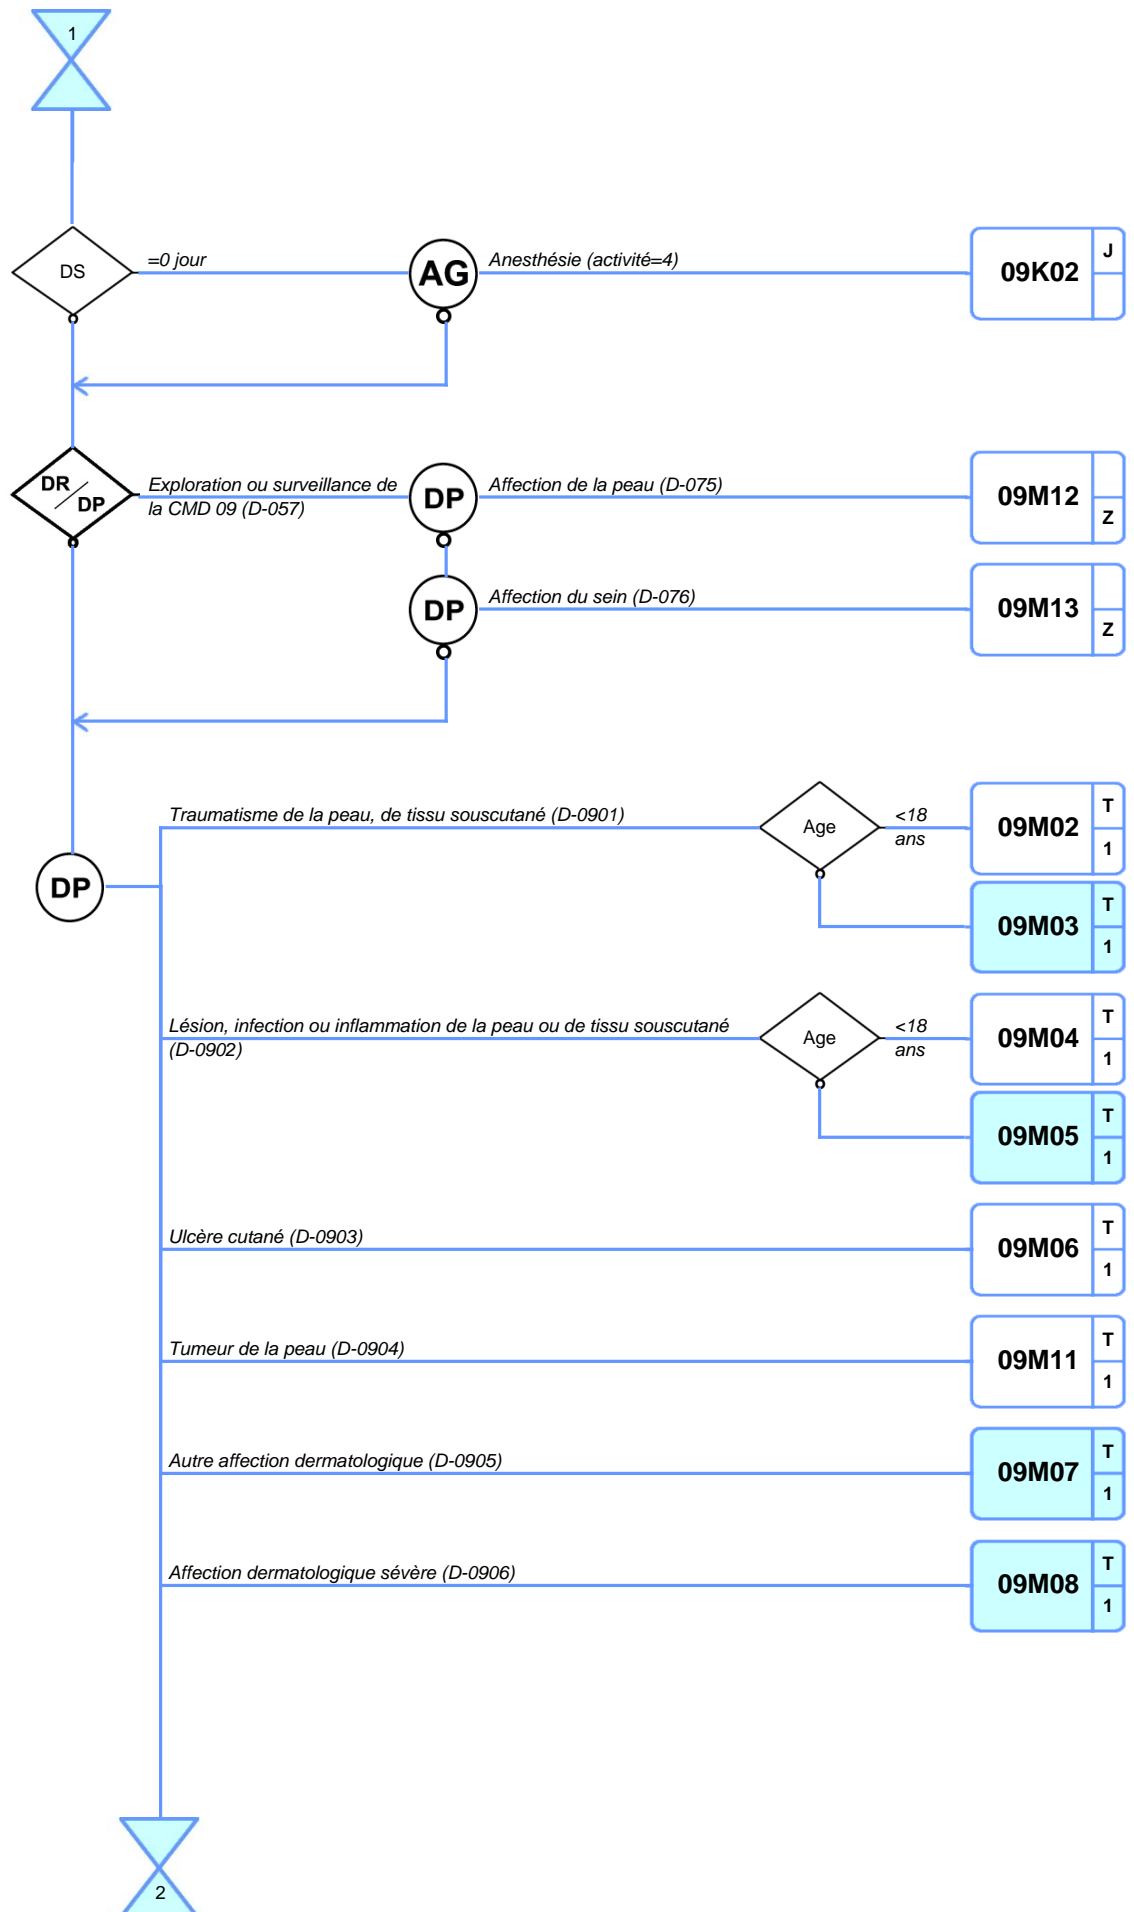 1
DS
=0 jour
AG
Anesthésie (activité=4)
09K02
J
DR
DP
Exploration ou surveillance de
la CMD 09 (D-057)
DP
Affection de la peau (D-075)
09M12
Z
DP
Affection du sein (D-076)
09M13
Z
DP
Traumatisme de la peau, de tissu souscutané (D-0901)
Age
<18
ans
09M02
T
1
09M03
T
1
Lésion, infection ou inflammation de la peau ou de tissu souscutané
(D-0902)
Age
<18
ans
09M04
T
1
09M05
T
1
Ulcère cutané (D-0903)
09M06
T
1
Tumeur de la peau (D-0904)
09M11
T
1
Autre affection dermatologique (D-0905)
09M07
T
1
Affection dermatologique sévère (D-0906)
09M08
T
1
2